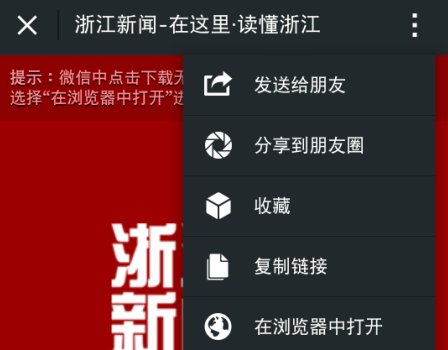 浙江新闻-在这里·读懂浙江
提示：微信中点击下载
选择“在浏览器中打开”
发送给朋友
分享到朋友圈
收藏
复制链接
在浏览器中打开
浙
新